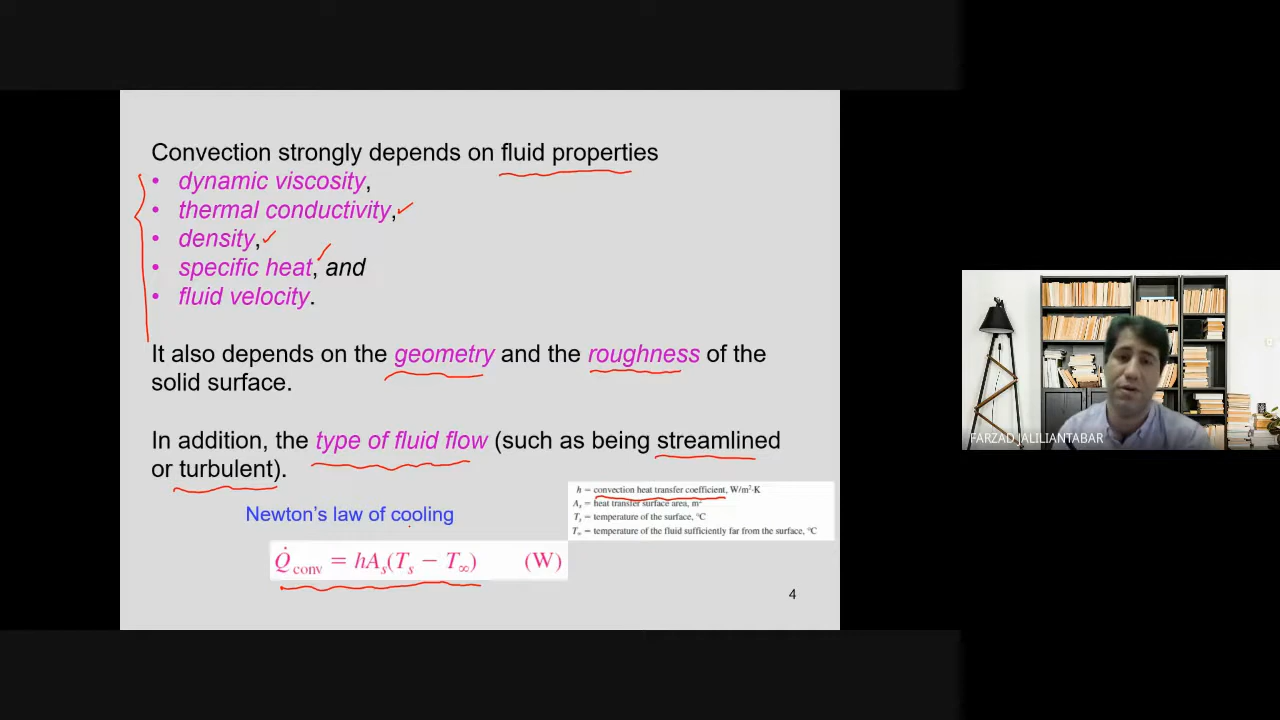 Convection strongly depends on fluid properties
• dynamic viscosity,
• thermal conductivity,
• density,
• specific heat, and
• fluid velocity.
It also depends on the geometry and the roughness of the
solid surface.
In addition, the type of fluid flow (such as being streamlined
or turbulent).
h = convection heat transfer coefficient, W/m²·K
A_s = heat transfer surface area, m²
T_s = temperature of the surface, °C
T_∞ = temperature of the fluid sufficiently far from the surface, °C
Newton's law of cooling
Q̇_conv = hA_s(T_s − T_∞) (W)
4
FARZAD JALILIANTABAR